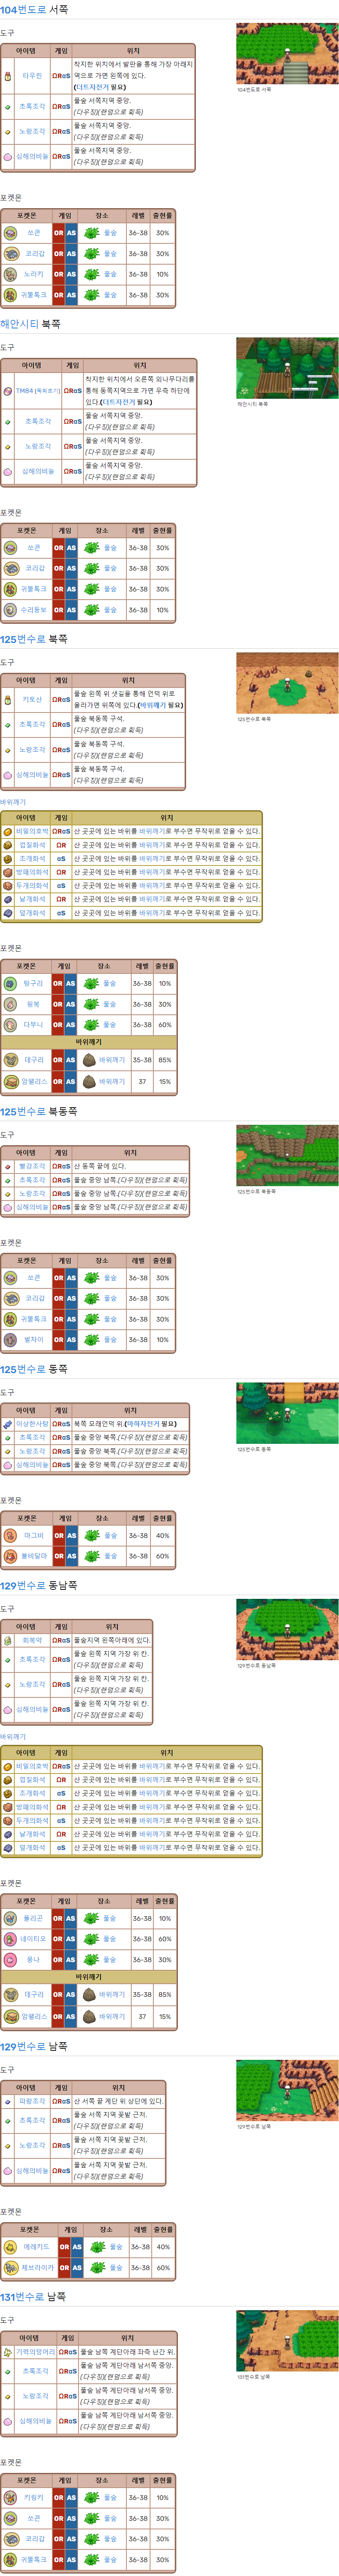 104번도로 서쪽
도구
아이템 게임 위치
타우린 ΩRαS 착지한 위치에서 발판을 통해 가장 아래지
역으로 가면 왼쪽에 있다.
(더트자전거 필요)
초록조각 ΩRαS 풀숲 서쪽지역 중앙.
(다우징)(랜덤으로 획득)
노랑조각 ΩRαS 풀숲 서쪽지역 중앙.
(다우징)(랜덤으로 획득)
심해의비늘 ΩRαS 풀숲 서쪽지역 중앙.
(다우징)(랜덤으로 획득)
104번도로 서쪽
포켓몬
포켓몬 게임 장소 레벨 출현률
쏘콘 OR AS 풀숲 36-38 30%
코리갑 OR AS 풀숲 36-38 30%
노라키 OR AS 풀숲 36-38 10%
귀뚤톡크 OR AS 풀숲 36-38 30%
해안시티 북쪽
도구
아이템 게임 위치
TM84 ΩRαS 착지한 위치에서 오른쪽 외나무다리를
통해 동쪽지역으로 가면 우측 하단에
있다.(더트자전거 필요)
초록조각 ΩRαS 풀숲 서쪽지역 중앙.
(다우징)(랜덤으로 획득)
노랑조각 ΩRαS 풀숲 서쪽지역 중앙.
(다우징)(랜덤으로 획득)
심해의비늘 ΩRαS 풀숲 서쪽지역 중앙.
(다우징)(랜덤으로 획득)
해안시티 북쪽
포켓몬
포켓몬 게임 장소 레벨 출현률
쏘콘 OR AS 풀숲 36-38 30%
코리갑 OR AS 풀숲 36-38 30%
귀뚤톡크 OR AS 풀숲 36-38 30%
수리둥보 OR AS 풀숲 36-38 10%
125번수로 북쪽
도구
아이템 게임 위치
키토산 ΩRαS 풀숲 왼쪽 위 샛길을 통해 언덕 위로
올라가면 위쪽에 있다.(바위깨기 필요)
초록조각 ΩRαS 풀숲 북동쪽 구석.
(다우징)(랜덤으로 획득)
노랑조각 ΩRαS 풀숲 북동쪽 구석.
(다우징)(랜덤으로 획득)
심해의비늘 ΩRαS 풀숲 북동쪽 구석.
(다우징)(랜덤으로 획득)
125번수로 북쪽
바위깨기
아이템 게임 위치
비밀의호박 ΩRαS 산 곳곳에 있는 바위를 바위깨기로 부수면 무작위로 얻을 수 있다.
껍질화석 ΩR 산 곳곳에 있는 바위를 바위깨기로 부수면 무작위로 얻을 수 있다.
조개화석 αS 산 곳곳에 있는 바위를 바위깨기로 부수면 무작위로 얻을 수 있다.
방패의화석 ΩR 산 곳곳에 있는 바위를 바위깨기로 부수면 무작위로 얻을 수 있다.
두개의화석 αS 산 곳곳에 있는 바위를 바위깨기로 부수면 무작위로 얻을 수 있다.
날개화석 ΩR 산 곳곳에 있는 바위를 바위깨기로 부수면 무작위로 얻을 수 있다.
덮개화석 αS 산 곳곳에 있는 바위를 바위깨기로 부수면 무작위로 얻을 수 있다.
포켓몬
포켓몬 게임 장소 레벨 출현률
탕구리 OR AS 풀숲 36-38 10%
핑복 OR AS 풀숲 36-38 30%
다부니 OR AS 풀숲 36-38 60%
바위깨기
데구리 OR AS 바위깨기 35-38 85%
암팰리스 OR AS 바위깨기 37 15%
125번수로 북동쪽
도구
아이템 게임 위치
빨강조각 ΩRαS 산 동쪽 끝에 있다.
초록조각 ΩRαS 풀숲 중앙 남쪽.(다우징)(랜덤으로 획득)
노랑조각 ΩRαS 풀숲 중앙 남쪽.(다우징)(랜덤으로 획득)
심해의비늘 ΩRαS 풀숲 중앙 남쪽.(다우징)(랜덤으로 획득)
125번수로 북동쪽
포켓몬
포켓몬 게임 장소 레벨 출현률
쏘콘 OR AS 풀숲 36-38 30%
코리갑 OR AS 풀숲 36-38 30%
귀뚤톡크 OR AS 풀숲 36-38 30%
벌차이 OR AS 풀숲 36-38 10%
125번수로 동쪽
도구
아이템 게임 위치
이상한사탕 ΩRαS 북쪽 모래언덕 위.(마하자전거 필요)
초록조각 ΩRαS 풀숲 중앙 북쪽.(다우징)(랜덤으로 획득)
노랑조각 ΩRαS 풀숲 중앙 북쪽.(다우징)(랜덤으로 획득)
심해의비늘 ΩRαS 풀숲 중앙 북쪽.(다우징)(랜덤으로 획득)
125번수로 동쪽
포켓몬
포켓몬 게임 장소 레벨 출현률
마그비 OR AS 풀숲 36-38 40%
불비달마 OR AS 풀숲 36-38 60%
129번수로 동남쪽
도구
아이템 게임 위치
회복약 ΩRαS 풀숲지역 왼쪽아래에 있다.
초록조각 ΩRαS 풀숲 왼쪽 지역 가장 위 칸.
(다우징)(랜덤으로 획득)
노랑조각 ΩRαS 풀숲 왼쪽 지역 가장 위 칸.
(다우징)(랜덤으로 획득)
심해의비늘 ΩRαS 풀숲 왼쪽 지역 가장 위 칸.
(다우징)(랜덤으로 획득)
129번수로 동남쪽
바위깨기
아이템 게임 위치
비밀의호박 ΩRαS 산 곳곳에 있는 바위를 바위깨기로 부수면 무작위로 얻을 수 있다.
껍질화석 ΩR 산 곳곳에 있는 바위를 바위깨기로 부수면 무작위로 얻을 수 있다.
조개화석 αS 산 곳곳에 있는 바위를 바위깨기로 부수면 무작위로 얻을 수 있다.
방패의화석 ΩR 산 곳곳에 있는 바위를 바위깨기로 부수면 무작위로 얻을 수 있다.
두개의화석 αS 산 곳곳에 있는 바위를 바위깨기로 부수면 무작위로 얻을 수 있다.
날개화석 ΩR 산 곳곳에 있는 바위를 바위깨기로 부수면 무작위로 얻을 수 있다.
덮개화석 αS 산 곳곳에 있는 바위를 바위깨기로 부수면 무작위로 얻을 수 있다.
포켓몬
포켓몬 게임 장소 레벨 출현률
폴리곤 OR AS 풀숲 36-38 10%
네이티오 OR AS 풀숲 36-38 60%
몽나 OR AS 풀숲 36-38 30%
바위깨기
데구리 OR AS 바위깨기 35-38 85%
암팰리스 OR AS 바위깨기 37 15%
129번수로 남쪽
도구
아이템 게임 위치
파랑조각 ΩRαS 산 서쪽 끝 계단 위 상단에 있다.
초록조각 ΩRαS 풀숲 서쪽 지역 꽃밭 근처.
(다우징)(랜덤으로 획득)
노랑조각 ΩRαS 풀숲 서쪽 지역 꽃밭 근처.
(다우징)(랜덤으로 획득)
심해의비늘 ΩRαS 풀숲 서쪽 지역 꽃밭 근처.
(다우징)(랜덤으로 획득)
129번수로 남쪽
포켓몬
포켓몬 게임 장소 레벨 출현률
에레키드 OR AS 풀숲 36-38 40%
제브라이카 OR AS 풀숲 36-38 60%
131번수로 남쪽
도구
아이템 게임 위치
기력의덩어리 ΩRαS 풀숲 남쪽 계단아래 좌측 난간 위.
초록조각 ΩRαS 풀숲 남쪽 계단아래 남서쪽 중앙.
(다우징)(랜덤으로 획득)
노랑조각 ΩRαS 풀숲 남쪽 계단아래 남서쪽 중앙.
(다우징)(랜덤으로 획득)
심해의비늘 ΩRαS 풀숲 남쪽 계단아래 남서쪽 중앙.
(다우징)(랜덤으로 획득)
131번수로 남쪽
포켓몬
포켓몬 게임 장소 레벨 출현률
키링키 OR AS 풀숲 36-38 10%
쏘콘 OR AS 풀숲 36-38 30%
코리갑 OR AS 풀숲 36-38 30%
귀뚤톡크 OR AS 풀숲 36-38 30%